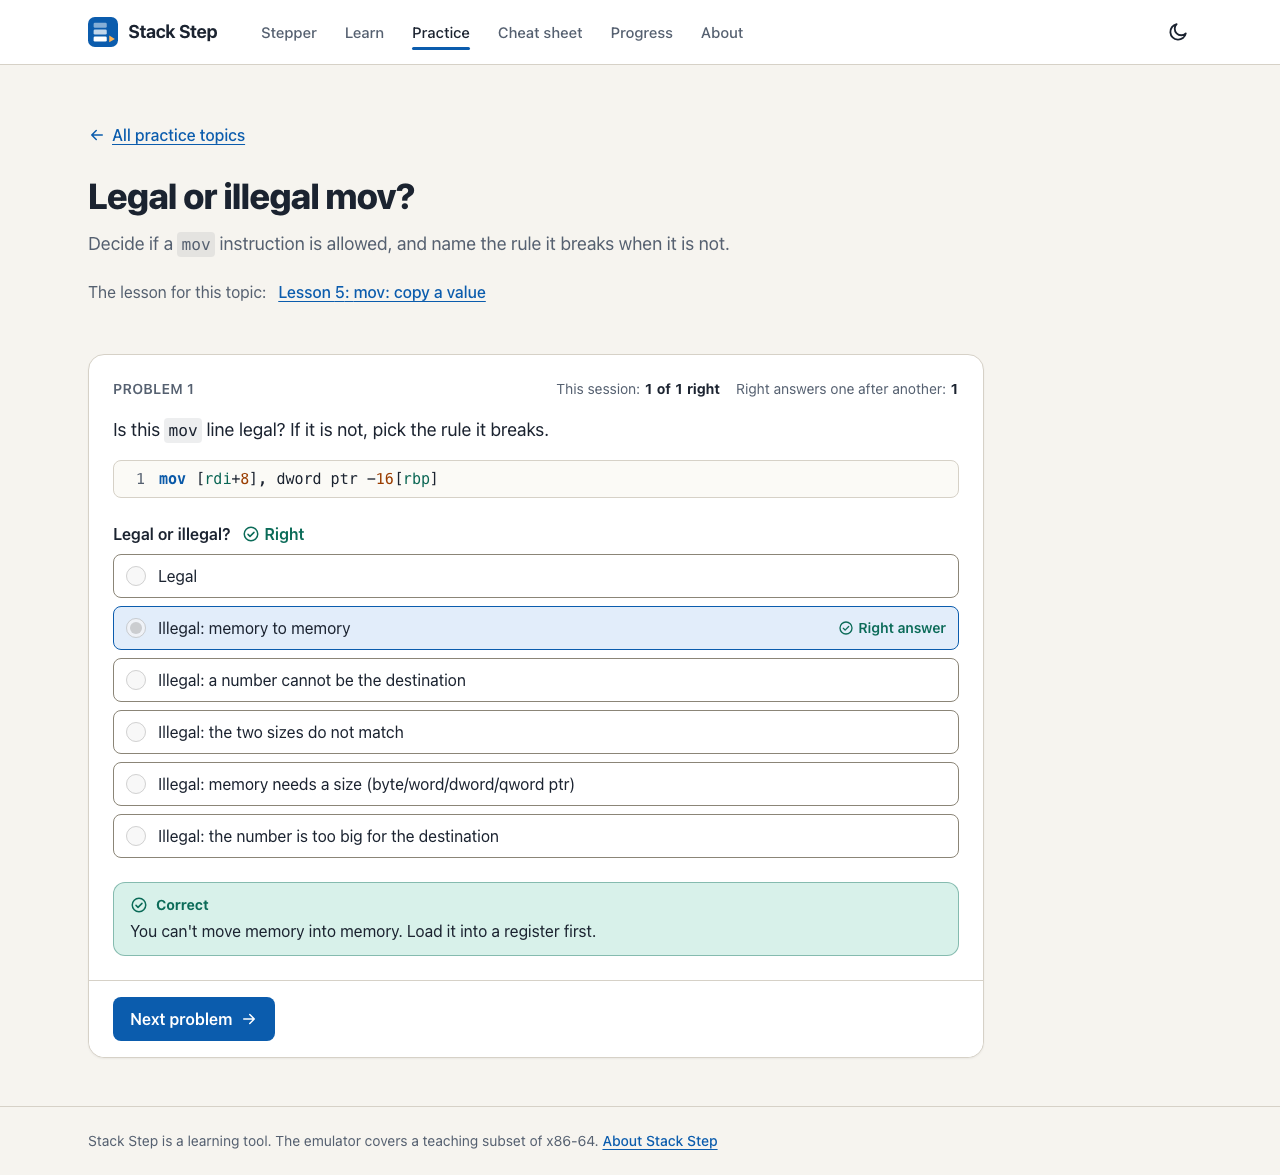 Stack Step
Stepper
Learn
Practice
Cheat sheet
Progress
About
← All practice topics
Legal or illegal mov?
Decide if a mov instruction is allowed, and name the rule it breaks when it is not.
The lesson for this topic: Lesson 5: mov: copy a value
PROBLEM 1
This session: 1 of 1 right
Right answers one after another: 1
Is this mov line legal? If it is not, pick the rule it breaks.
1 mov [rdi+8], dword ptr −16[rbp]
Legal or illegal? Right
Legal
Illegal: memory to memory
Right answer
Illegal: a number cannot be the destination
Illegal: the two sizes do not match
Illegal: memory needs a size (byte/word/dword/qword ptr)
Illegal: the number is too big for the destination
Correct
You can't move memory into memory. Load it into a register first.
Next problem →
Stack Step is a learning tool. The emulator covers a teaching subset of x86-64. About Stack Step